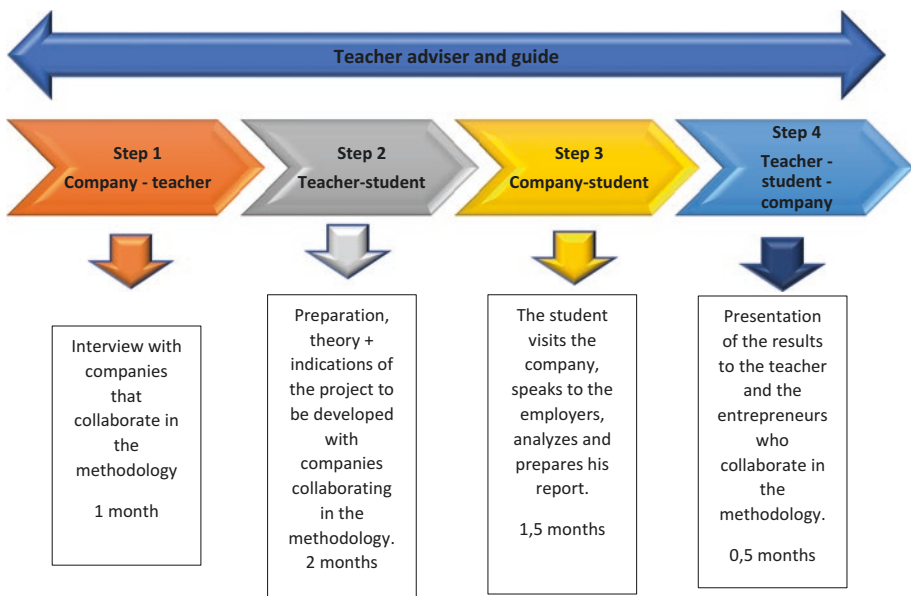 Teacher adviser and guide
Step 1
Company - teacher
Step 2
Teacher-student
Step 3
Company-student
Step 4
Teacher -
student -
company
Interview with
companies
that
collaborate in
the
methodology
1 month
Preparation,
theory +
indications of
the project to
be developed
with
companies
collaborating
in the
methodology.
2 months
The student
visits the
company,
speaks to the
employers,
analyzes and
prepares his
report.
1,5 months
Presentation
of the results
to the teacher
and the
entrepreneurs
who
collaborate in
the
methodology.
0,5 months